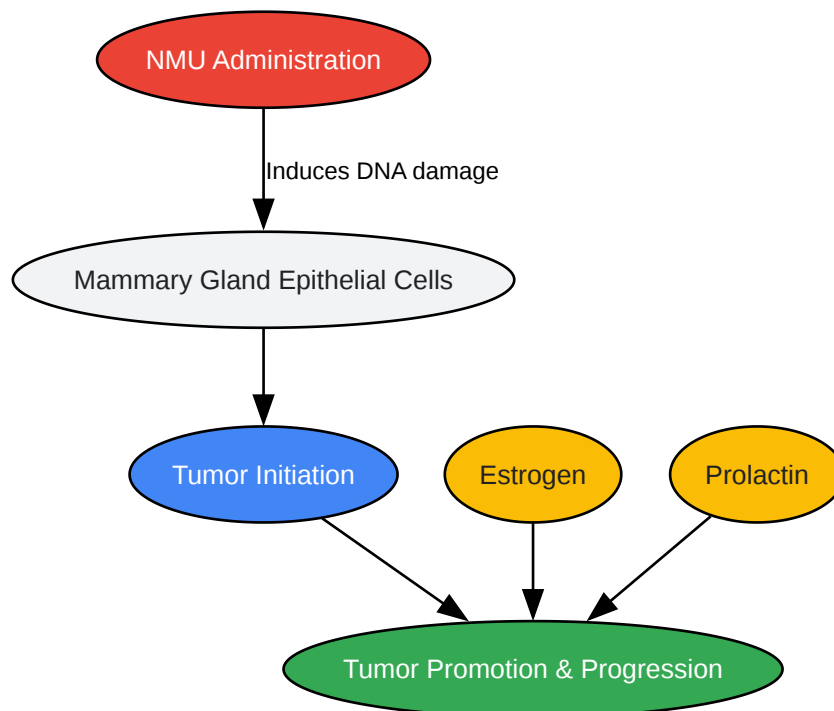 NMU Administration
Induces DNA damage
Mammary Gland Epithelial Cells
Tumor Initiation
Estrogen
Prolactin
Tumor Promotion & Progression